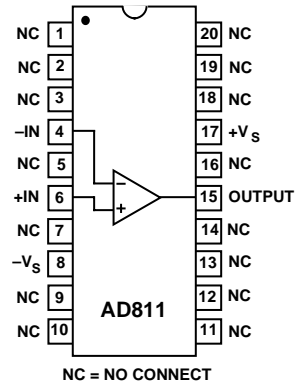 NC 1 20 NC
NC 2 19 NC
NC 3 18 NC
–IN 4 17 +VS
NC 5 16 NC
+IN 6 15 OUTPUT
NC 7 14 NC
–VS 8 13 NC
NC 9 12 NC
NC 10 11 NC
–
+
AD811
NC = NO CONNECT